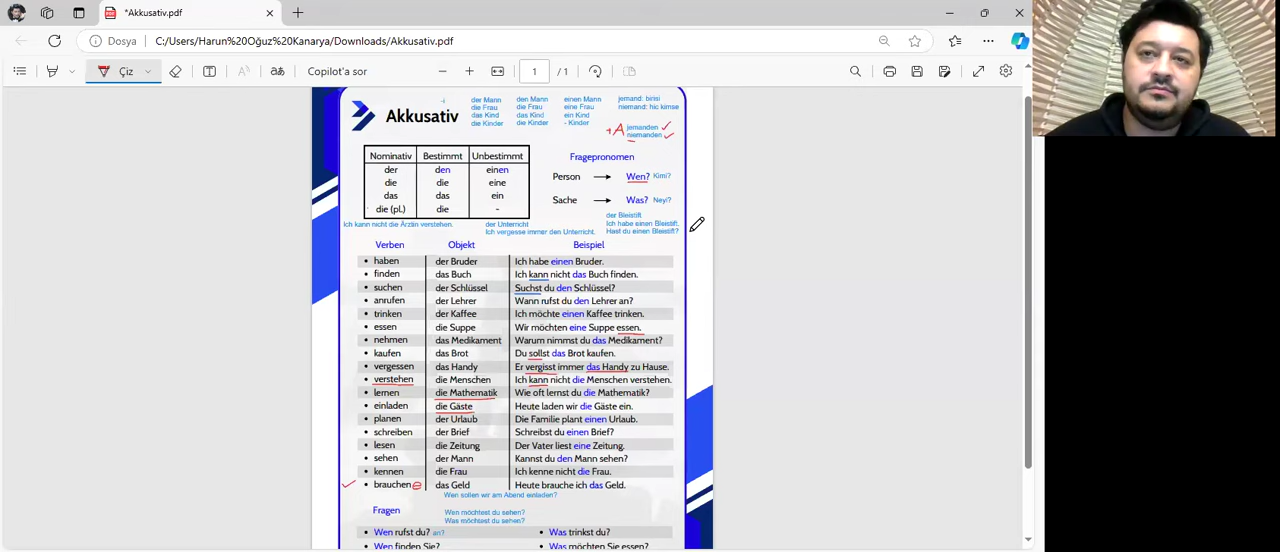 *Akkusativ.pdf
Dosya
C:/Users/Harun%20Oğuz%20Kanarya/Downloads/Akkusativ.pdf
Çiz
Copilot'a sor
1 / 1
Akkusativ
-i
der Mann
die Frau
das Kind
die Kinder
den Mann
die Frau
das Kind
die Kinder
einen Mann
eine Frau
ein Kind
- Kinder
jemand: birisi
niemand: hic kimse
+A
jemanden
niemanden
Nominativ Bestimmt Unbestimmt
der den einen
die die eine
das das ein
die (pl.) die -
Fragepronomen
Person Wen? Kimi?
Sache Was? Neyi?
Ich kann nicht die Ärztin verstehen.
der Unterricht
Ich vergesse immer den Unterricht.
der Bleistift
Ich habe einen Bleistift.
Hast du einen Bleistift?
Verben Objekt Beispiel
• haben der Bruder Ich habe einen Bruder.
• finden das Buch Ich kann nicht das Buch finden.
• suchen der Schlüssel Suchst du den Schlüssel?
• anrufen der Lehrer Wann rufst du den Lehrer an?
• trinken der Kaffee Ich möchte einen Kaffee trinken.
• essen die Suppe Wir möchten eine Suppe essen.
• nehmen das Medikament Warum nimmst du das Medikament?
• kaufen das Brot Du sollst das Brot kaufen.
• vergessen das Handy Er vergisst immer das Handy zu Hause.
• verstehen die Menschen Ich kann nicht die Menschen verstehen.
• lernen die Mathematik Wie oft lernst du die Mathematik?
• einladen die Gäste Heute laden wir die Gäste ein.
• planen der Urlaub Die Familie plant einen Urlaub.
• schreiben der Brief Schreibst du einen Brief?
• lesen die Zeitung Der Vater liest eine Zeitung.
• sehen der Mann Kannst du den Mann sehen?
• kennen die Frau Ich kenne nicht die Frau.
• brauchen e das Geld Heute brauche ich das Geld.
Wen sollen wir am Abend einladen?
Fragen
Wen möchtest du sehen?
Was möchtest du sehen?
• Wen rufst du? an? • Was trinkst du?
• Wen finden Sie? • Was möchten Sie essen?